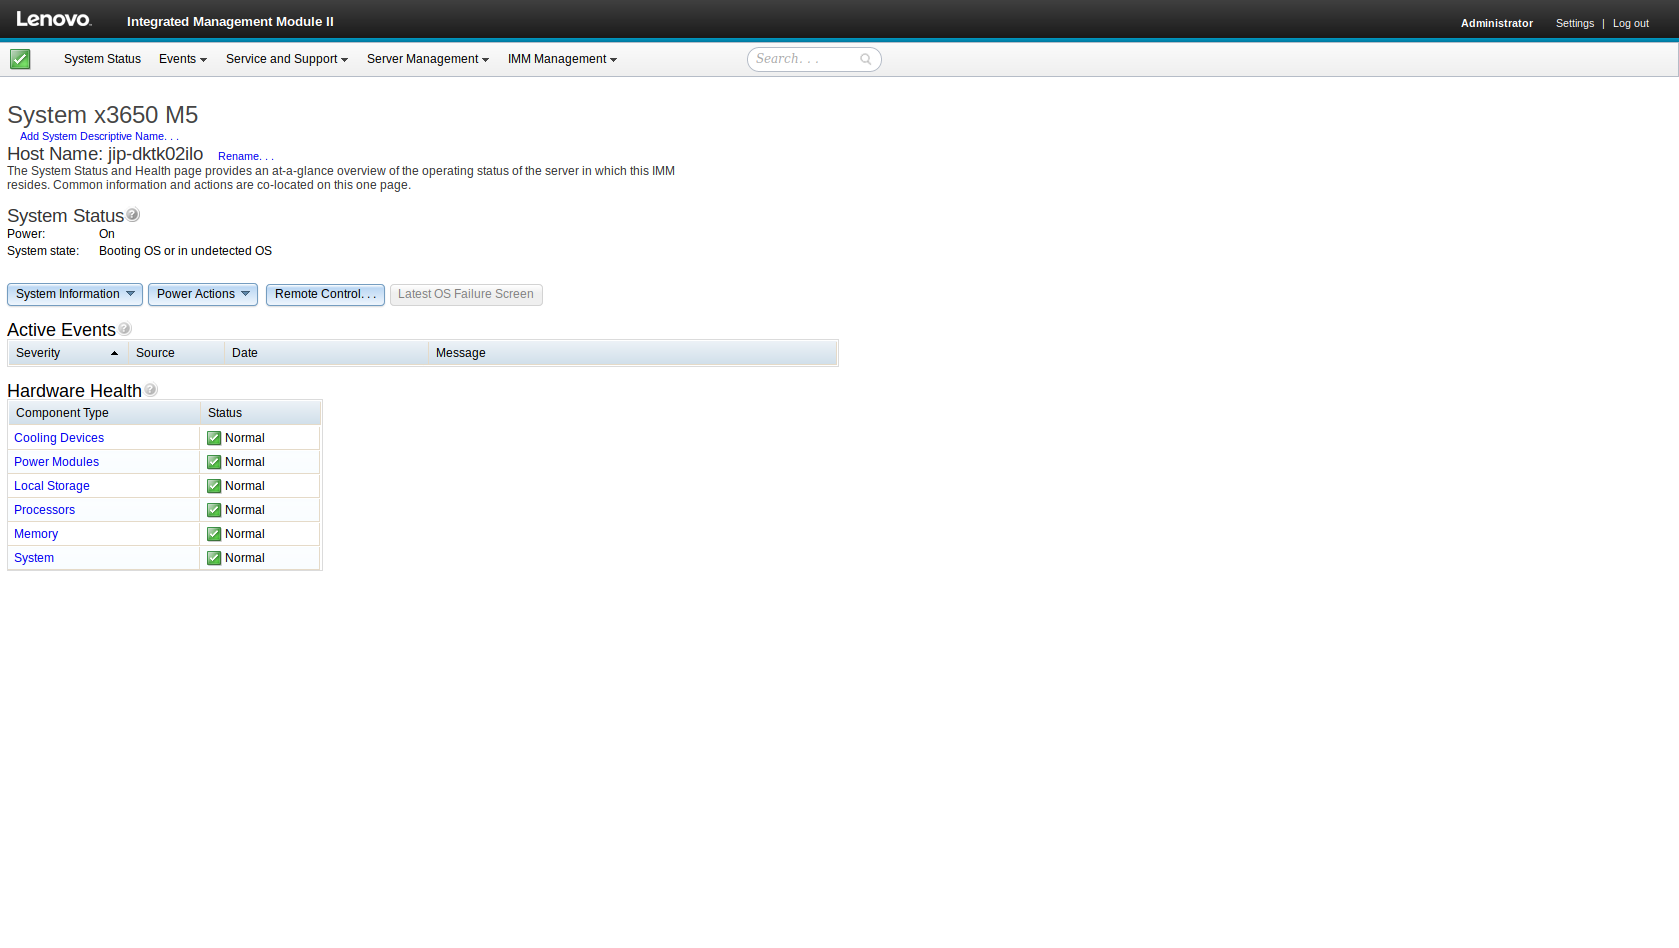 Lenovo
Integrated Management Module II
Administrator Settings | Log out
System Status Events Service and Support Server Management IMM Management Search. . .
System x3650 M5
Add System Descriptive Name. . .
Host Name: jip-dktk02ilo Rename. . .
The System Status and Health page provides an at-a-glance overview of the operating status of the server in which this IMM
resides. Common information and actions are co-located on this one page.
System Status ?
Power: On
System state: Booting OS or in undetected OS
System Information Power Actions Remote Control. . . Latest OS Failure Screen
Active Events ?
Severity Source Date Message
Hardware Health ?
Component Type Status
Cooling Devices Normal
Power Modules Normal
Local Storage Normal
Processors Normal
Memory Normal
System Normal